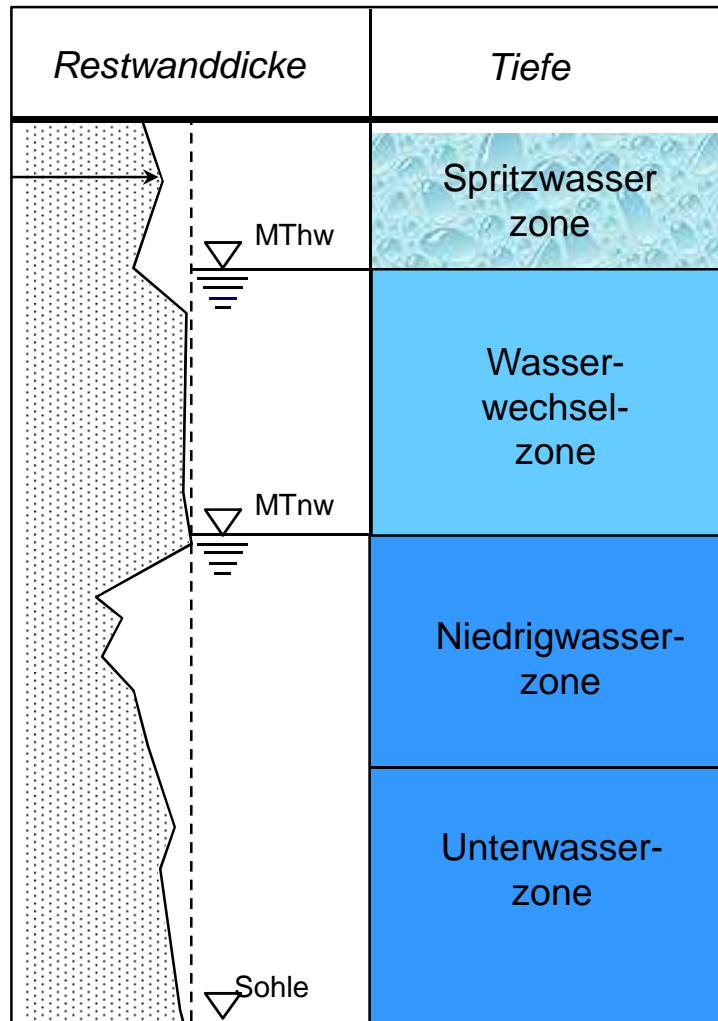 Restwanddicke
Tiefe
Spritzwasser
zone
MThw
Wasser-
wechsel-
zone
MTnw
Niedrigwasser-
zone
Unterwasser-
zone
Sohle